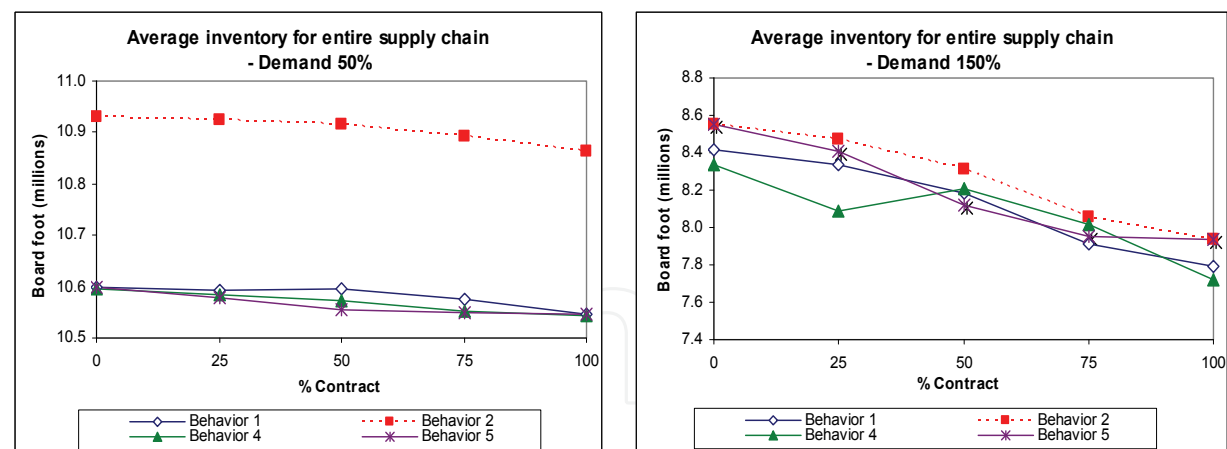 Average inventory for entire supply chain
- Demand 50%
Board foot (millions)
11.0
10.9
10.8
10.7
10.6
10.5
0 25 50 75 100
% Contract
Behavior 1 Behavior 2
Behavior 4 Behavior 5
Average inventory for entire supply chain
- Demand 150%
Board foot (millions)
8.8
8.6
8.4
8.2
8.0
7.8
7.6
7.4
0 25 50 75 100
% Contract
Behavior 1 Behavior 2
Behavior 4 Behavior 5